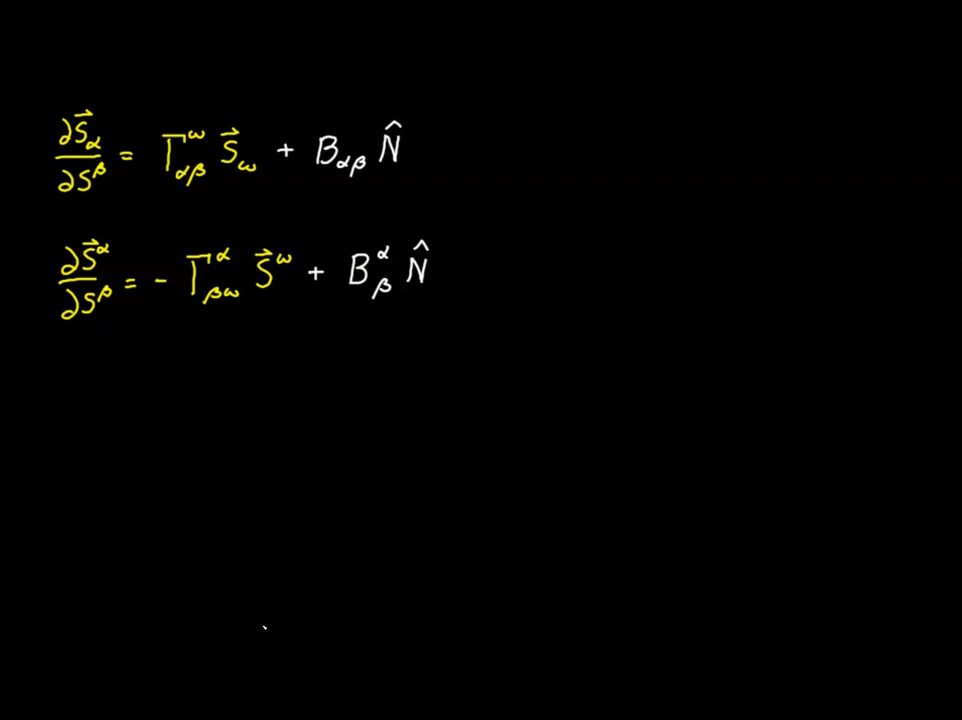 ∂S⃗_α/∂S^β = Γ^ω_αβ S⃗_ω + B_αβ N̂
∂S⃗^α/∂S^β = - Γ^α_βω S⃗^ω + B^α_β N̂